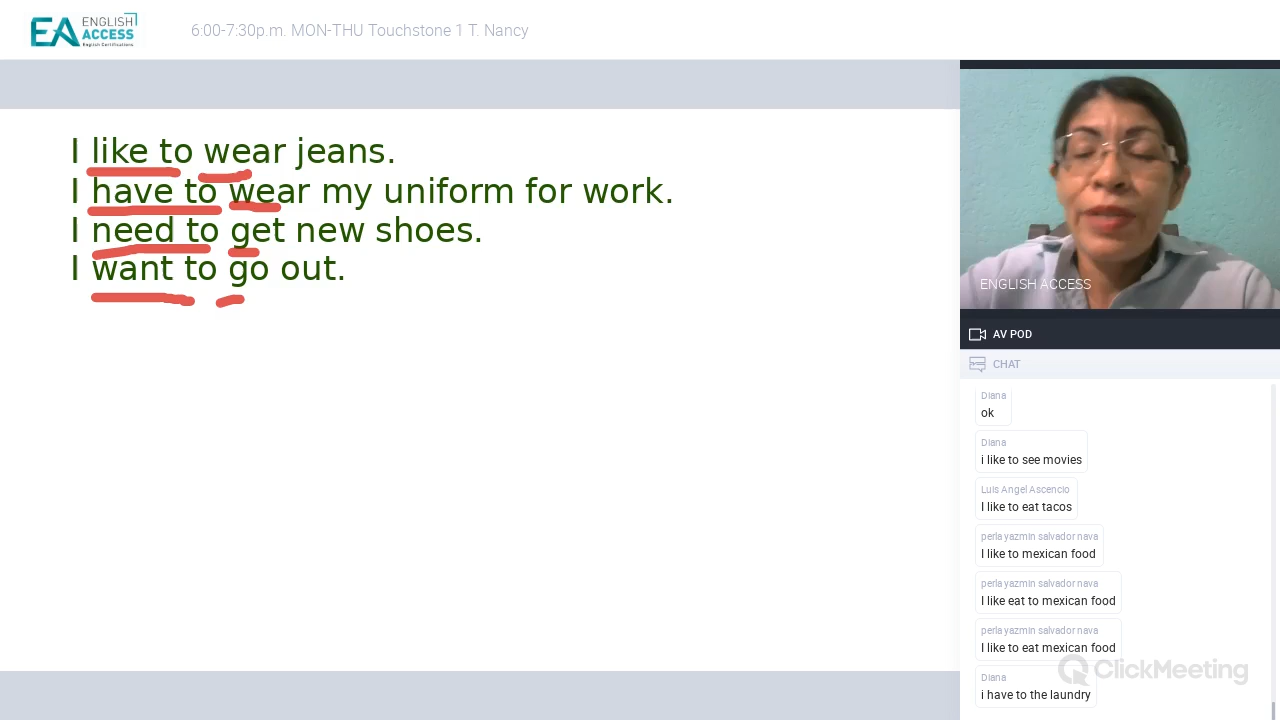 EA ENGLISH ACCESS
English Certifications
6:00-7:30p.m. MON-THU Touchstone 1 T. Nancy
I like to wear jeans.
I have to wear my uniform for work.
I need to get new shoes.
I want to go out.
ENGLISH ACCESS
AV POD
CHAT
Diana
ok
Diana
i like to see movies
Luis Angel Ascencio
I like to eat tacos
perla yazmin salvador nava
I like to mexican food
perla yazmin salvador nava
I like eat to mexican food
perla yazmin salvador nava
I like to eat mexican food
Diana
i have to the laundry
ClickMeeting